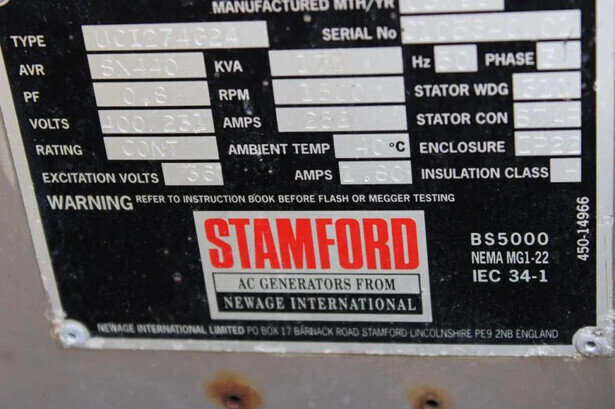 MANUFACTURED MTH/YR
TYPE UCI274G24 SERIAL No
AVR SX440 KVA 170 Hz 50 PHASE 3
PF 0.8 RPM 1500 STATOR WDG 311
VOLTS 400/231 AMPS STATOR CON STAR
RATING CONT AMBIENT TEMP 40 °C ENCLOSURE IP22
EXCITATION VOLTS 36 AMPS 1.80 INSULATION CLASS -
WARNING REFER TO INSTRUCTION BOOK BEFORE FLASH OR MEGGER TESTING
STAMFORD
AC GENERATORS FROM
NEWAGE INTERNATIONAL
BS5000
NEMA MG1-22
IEC 34-1
450-14966
NEWAGE INTERNATIONAL LIMITED PO BOX 17 BARNACK ROAD STAMFORD LINCOLNSHIRE PE9 2NB ENGLAND